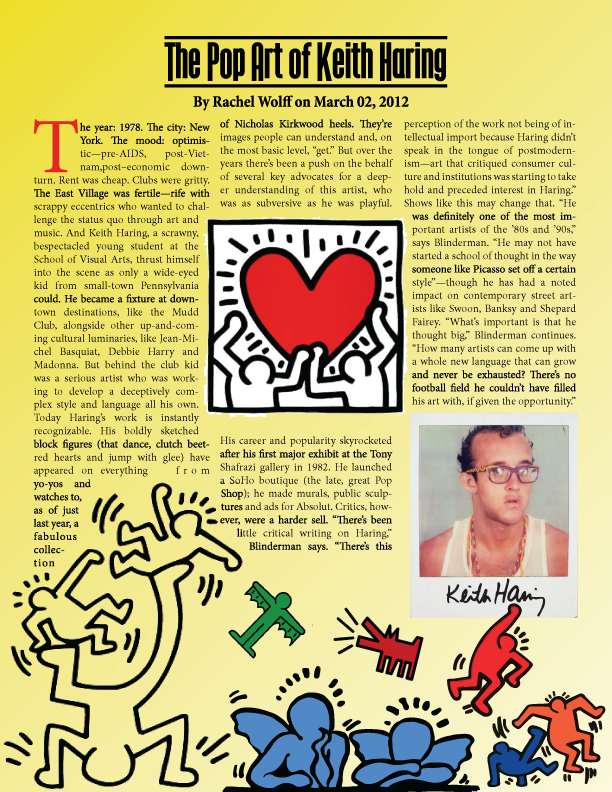 The Pop Art of Keith Haring
By Rachel Wolff on March 02, 2012
The year: 1978. The city: New
York. The mood: optimis-
tic—pre-AIDS, post-Viet-
nam,post–economic down-
turn. Rent was cheap. Clubs were gritty.
The East Village was fertile—rife with
scrappy eccentrics who wanted to chal-
lenge the status quo through art and
music. And Keith Haring, a scrawny,
bespectacled young student at the
School of Visual Arts, thrust himself
into the scene as only a wide-eyed
kid from small-town Pennsylvania
could. He became a fixture at down-
town destinations, like the Mudd
Club, alongside other up-and-com-
ing cultural luminaries, like Jean-Mi-
chel Basquiat, Debbie Harry and
Madonna. But behind the club kid
was a serious artist who was work-
ing to develop a deceptively com-
plex style and language all his own.
Today Haring's work is instantly
recognizable. His boldly sketched
block figures (that dance, clutch beet-
red hearts and jump with glee) have
appeared on everything from
yo-yos and
watches to,
as of just
last year, a
fabulous
collec-
tion
of Nicholas Kirkwood heels. They're
images people can understand and, on
the most basic level, "get." But over the
years there's been a push on the behalf
of several key advocates for a deep-
er understanding of this artist, who
was as subversive as he was playful.
His career and popularity skyrocketed
after his first major exhibit at the Tony
Shafrazi gallery in 1982. He launched
a SoHo boutique (the late, great Pop
Shop); he made murals, public sculp-
tures and ads for Absolut. Critics, how-
ever, were a harder sell. "There's been
little critical writing on Haring,"
Blinderman says. "There's this
perception of the work not being of in-
tellectual import because Haring didn't
speak in the tongue of postmodern-
ism—art that critiqued consumer cul-
ture and institutions was starting to take
hold and preceded interest in Haring."
Shows like this may change that. "He
was definitely one of the most im-
portant artists of the '80s and '90s,"
says Blinderman. "He may not have
started a school of thought in the way
someone like Picasso set off a certain
style"—though he has had a noted
impact on contemporary street art-
ists like Swoon, Banksy and Shepard
Fairey. "What's important is that he
thought big," Blinderman continues.
"How many artists can come up with
a whole new language that can grow
and never be exhausted? There's no
football field he couldn't have filled
his art with, if given the opportunity."
Keith Haring